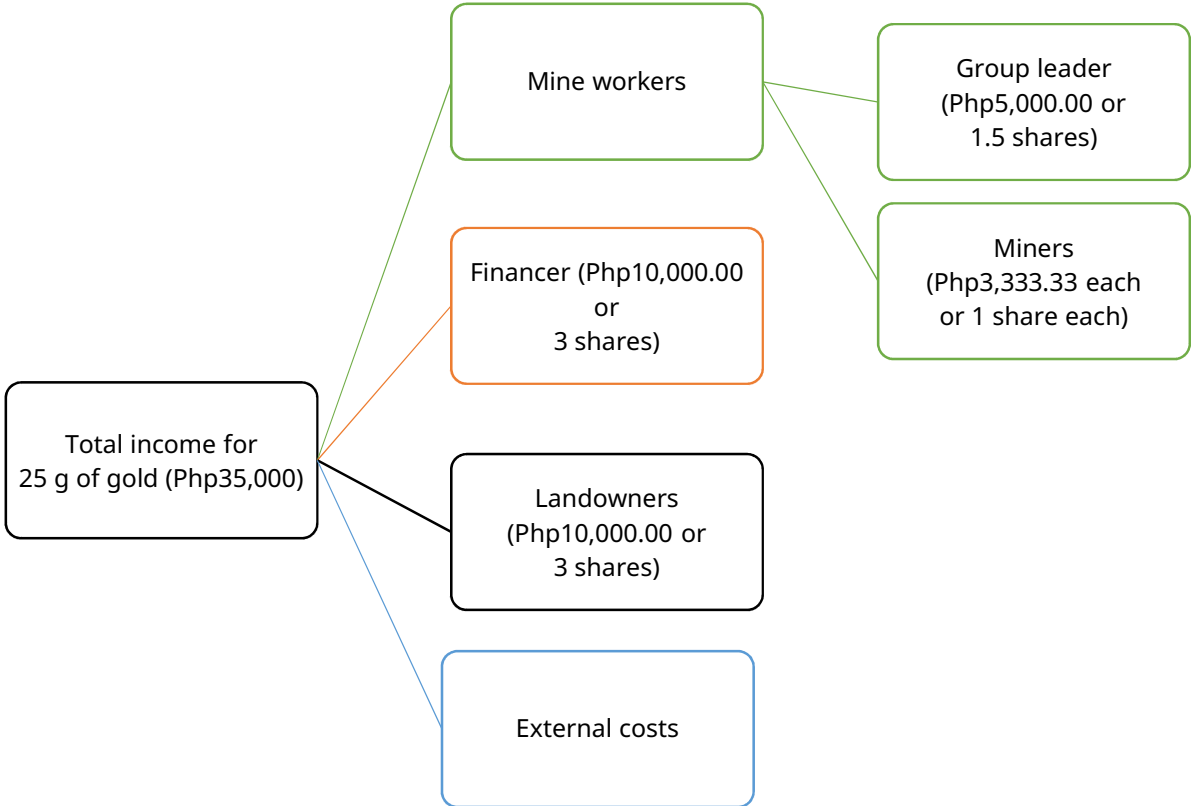 Mine workers
Group leader
(Php5,000.00 or
1.5 shares)
Miners
(Php3,333.33 each
or 1 share each)
Financer (Php10,000.00
or
3 shares)
Total income for
25 g of gold (Php35,000)
Landowners
(Php10,000.00 or
3 shares)
External costs